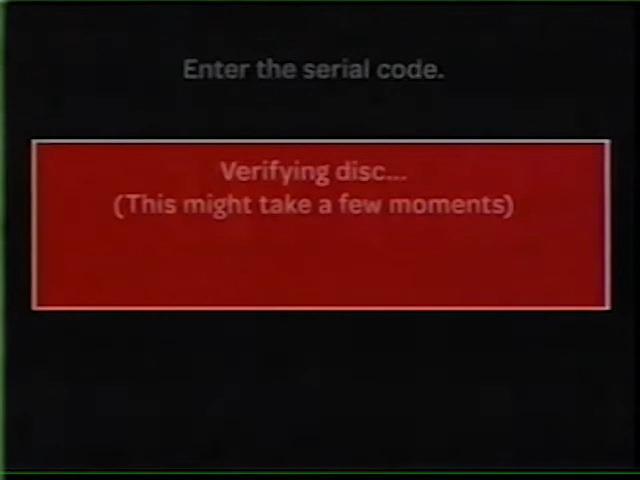 Enter the serial code.
Verifying disc...
(This might take a few moments)